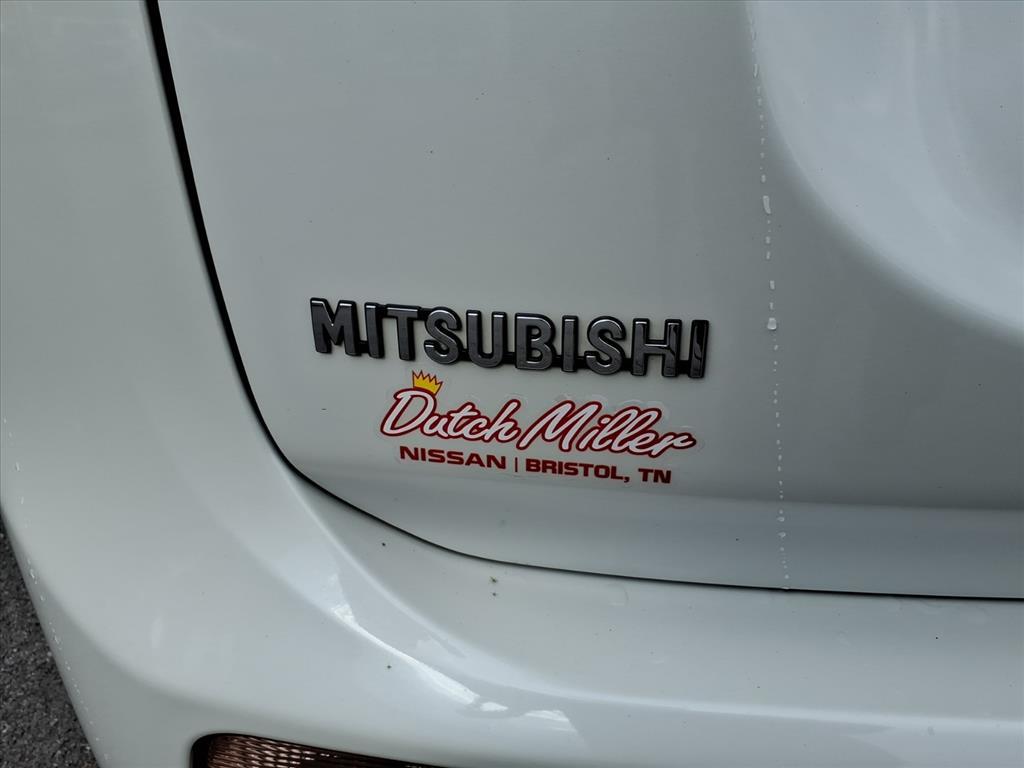 MITSUBISHI
Dutch Miller
NISSAN | BRISTOL, TN